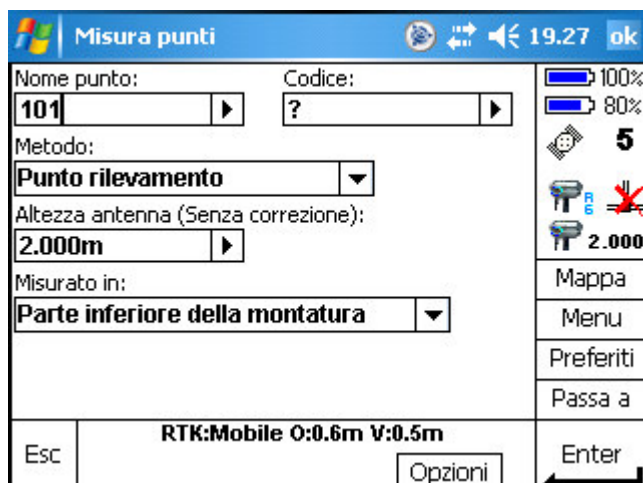 Misura punti 19.27 ok
Nome punto: Codice:
101 ?
Metodo:
Punto rilevamento
Altezza antenna (Senza correzione):
2.000m
Misurato in:
Parte inferiore della montatura
100%
80%
5
R
6
2.000
Mappa
Menu
Preferiti
Passa a
Esc
RTK:Mobile O:0.6m V:0.5m
Opzioni
Enter